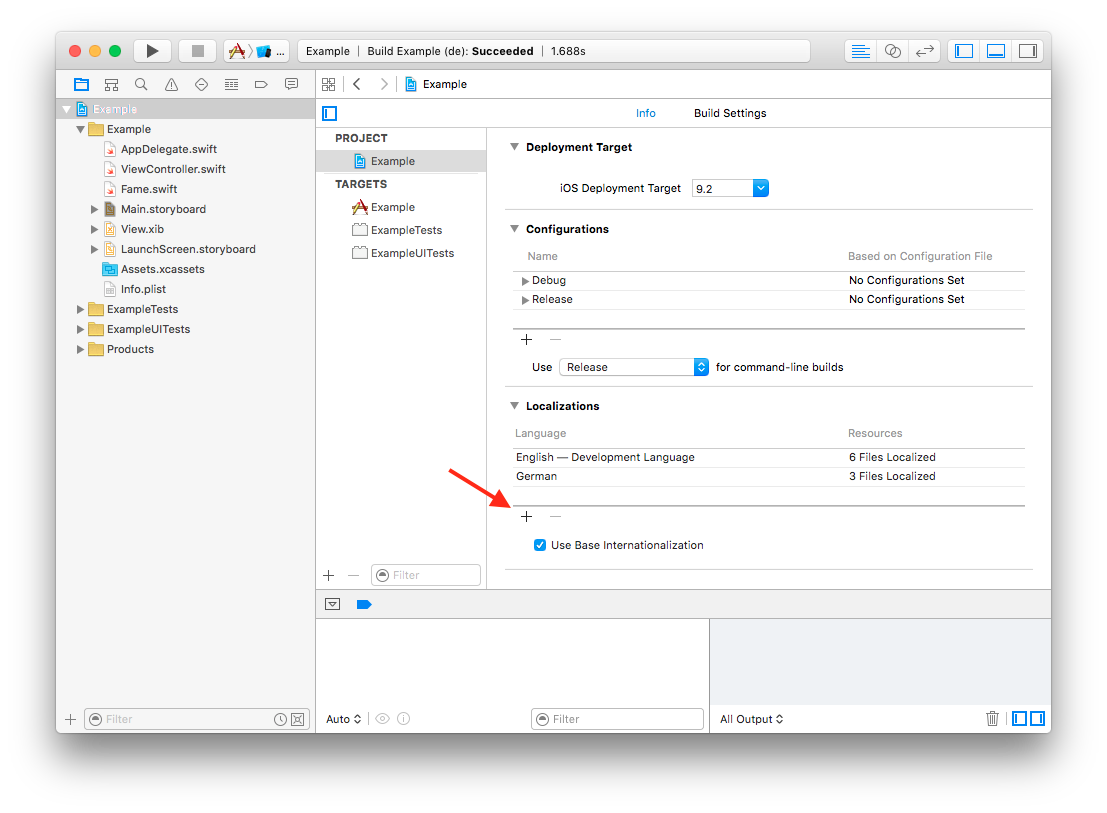 Example | Build Example (de): Succeeded | 1.688s
Example
Example
Example
AppDelegate.swift
ViewController.swift
Fame.swift
Main.storyboard
View.xib
LaunchScreen.storyboard
Assets.xcassets
Info.plist
ExampleTests
ExampleUITests
Products
Filter
Info Build Settings
PROJECT
Example
TARGETS
Example
ExampleTests
ExampleUITests
Filter
Deployment Target
iOS Deployment Target 9.2
Configurations
Name Based on Configuration File
Debug No Configurations Set
Release No Configurations Set
Use Release for command-line builds
Localizations
Language Resources
English — Development Language 6 Files Localized
German 3 Files Localized
Use Base Internationalization
Auto Filter All Output